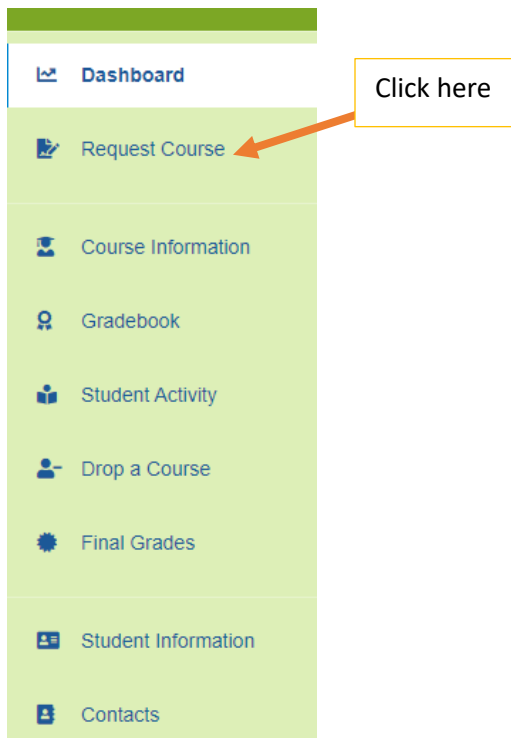 Dashboard
Click here
Request Course
Course Information
Gradebook
Student Activity
Drop a Course
Final Grades
Student Information
Contacts